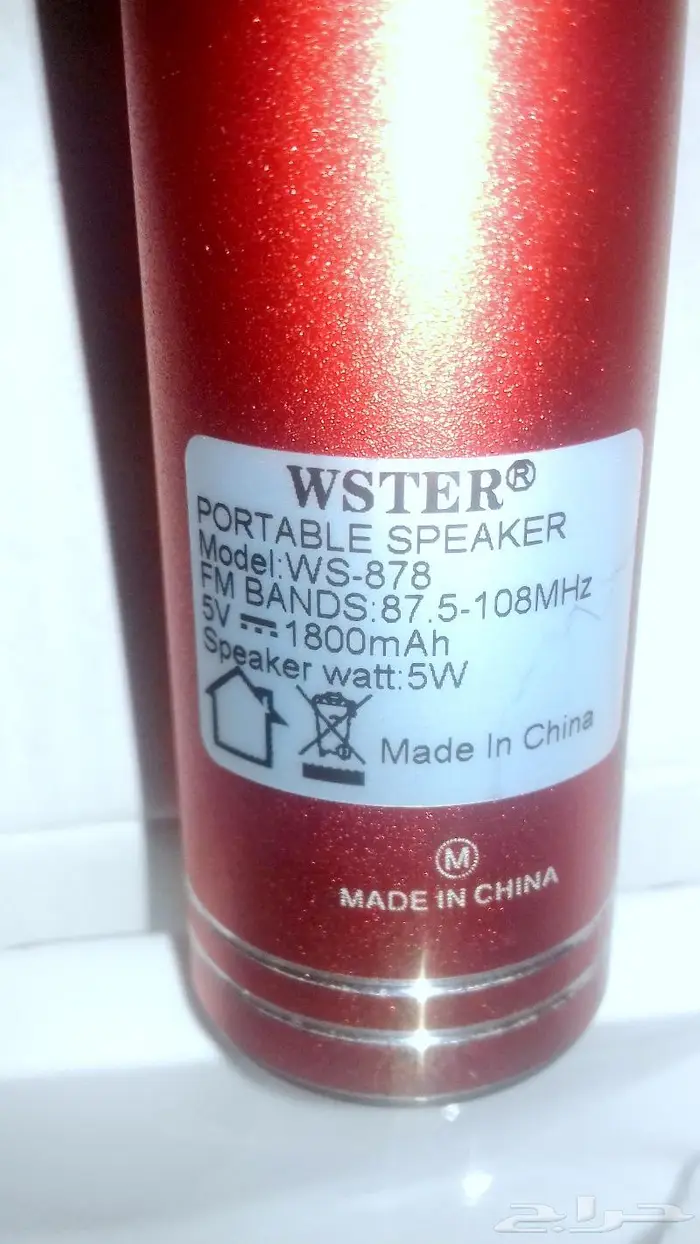 WSTER®
PORTABLE SPEAKER
Model:WS-878
FM BANDS:87.5-108MHz
5V ⎓ 1800mAh
Speaker watt:5W
Made In China
M
MADE IN CHINA
حراج